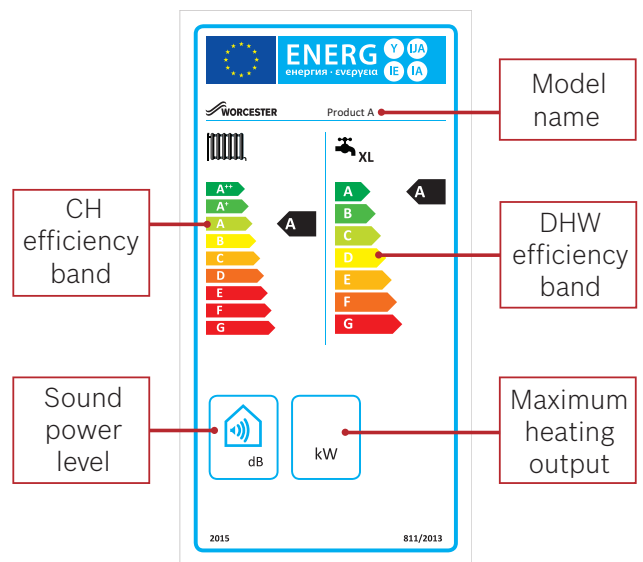 ENERG Y IJA
енергия · ενεργεια IE IA
WORCESTER Product A
Model
name
XL
A++
A+
A
B
C
D
E
F
G
A
A
B
C
D
E
F
G
A
CH
efficiency
band
DHW
efficiency
band
Sound
power
level
dB
kW
Maximum
heating
output
2015 811/2013